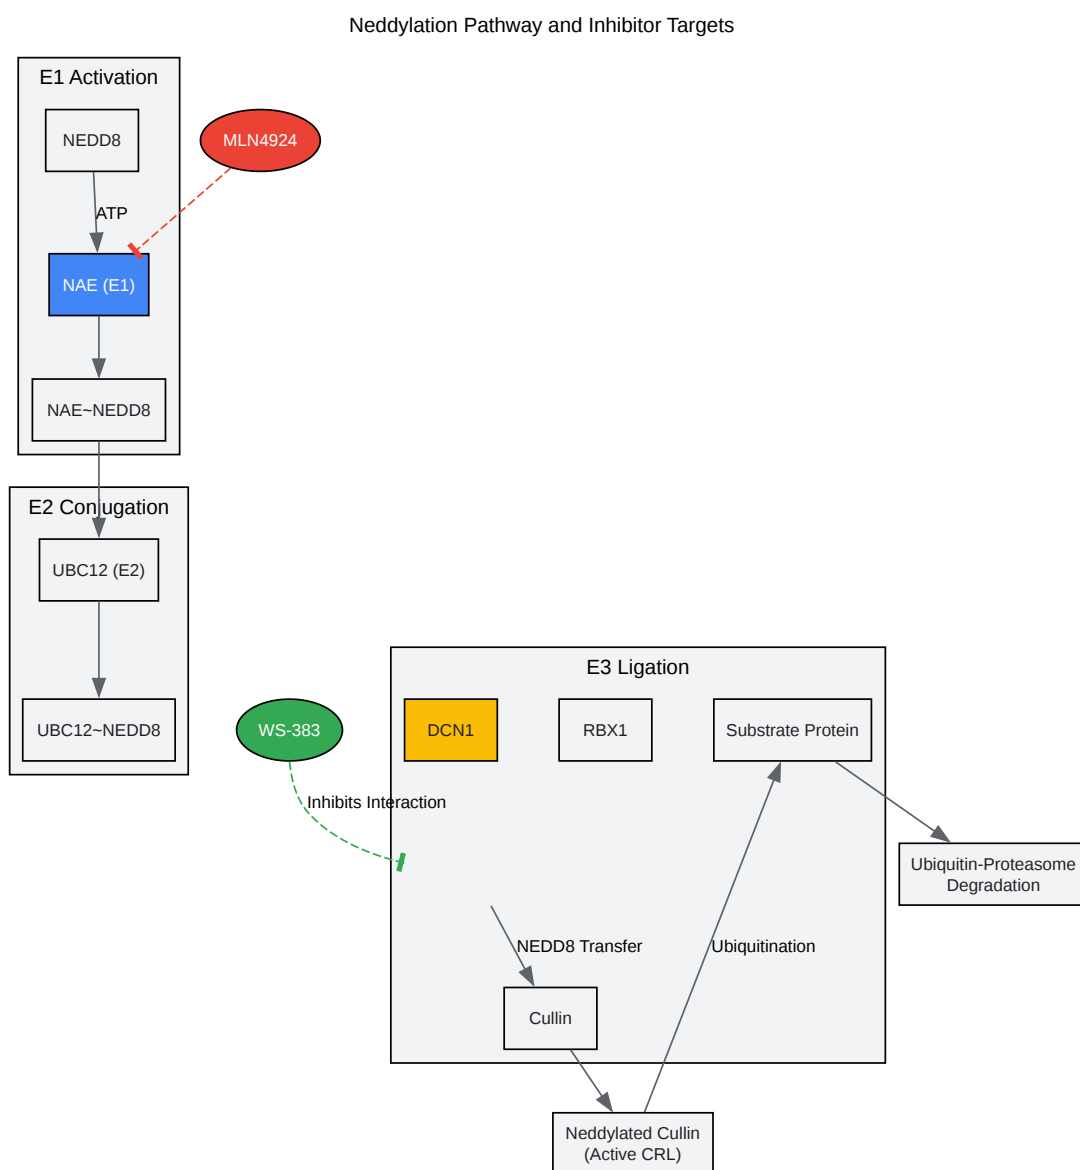 Neddylation Pathway and Inhibitor Targets
E1 Activation
NEDD8
MLN4924
ATP
NAE (E1)
NAE~NEDD8
E2 Conjugation
UBC12 (E2)
UBC12~NEDD8
WS-383
Inhibits Interaction
E3 Ligation
DCN1
RBX1
Substrate Protein
Ubiquitin-Proteasome
Degradation
NEDD8 Transfer
Ubiquitination
Cullin
Neddylated Cullin
(Active CRL)